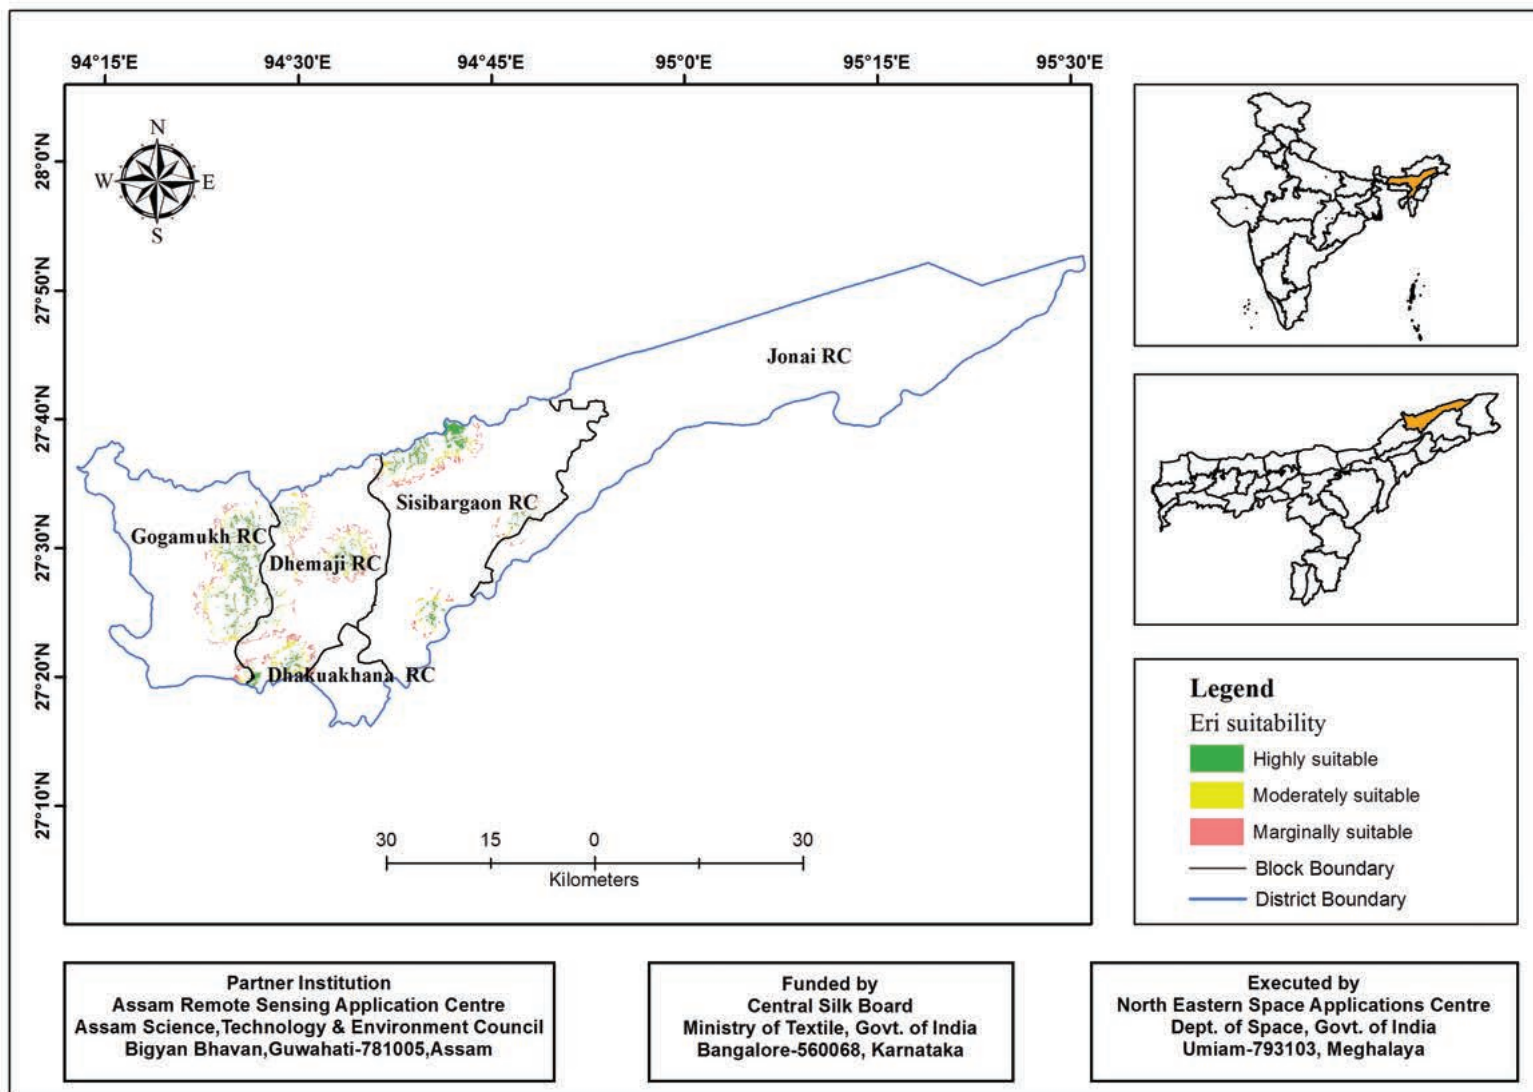 94°15'E
94°30'E
94°45'E
95°0'E
95°15'E
95°30'E
28°0'N
27°50'N
27°40'N
27°30'N
27°20'N
27°10'N
N
W
E
S
Jonai RC
Sisibargaon RC
Gogamukh RC
Dhemaji RC
Dhakuakhana RC
30
15
0
30
Kilometers
Legend
Eri suitability
Highly suitable
Moderately suitable
Marginally suitable
Block Boundary
District Boundary
Partner Institution
Assam Remote Sensing Application Centre
Assam Science,Technology & Environment Council
Bigyan Bhavan,Guwahati-781005,Assam
Funded by
Central Silk Board
Ministry of Textile, Govt. of India
Bangalore-560068, Karnataka
Executed by
North Eastern Space Applications Centre
Dept. of Space, Govt. of India
Umiam-793103, Meghalaya